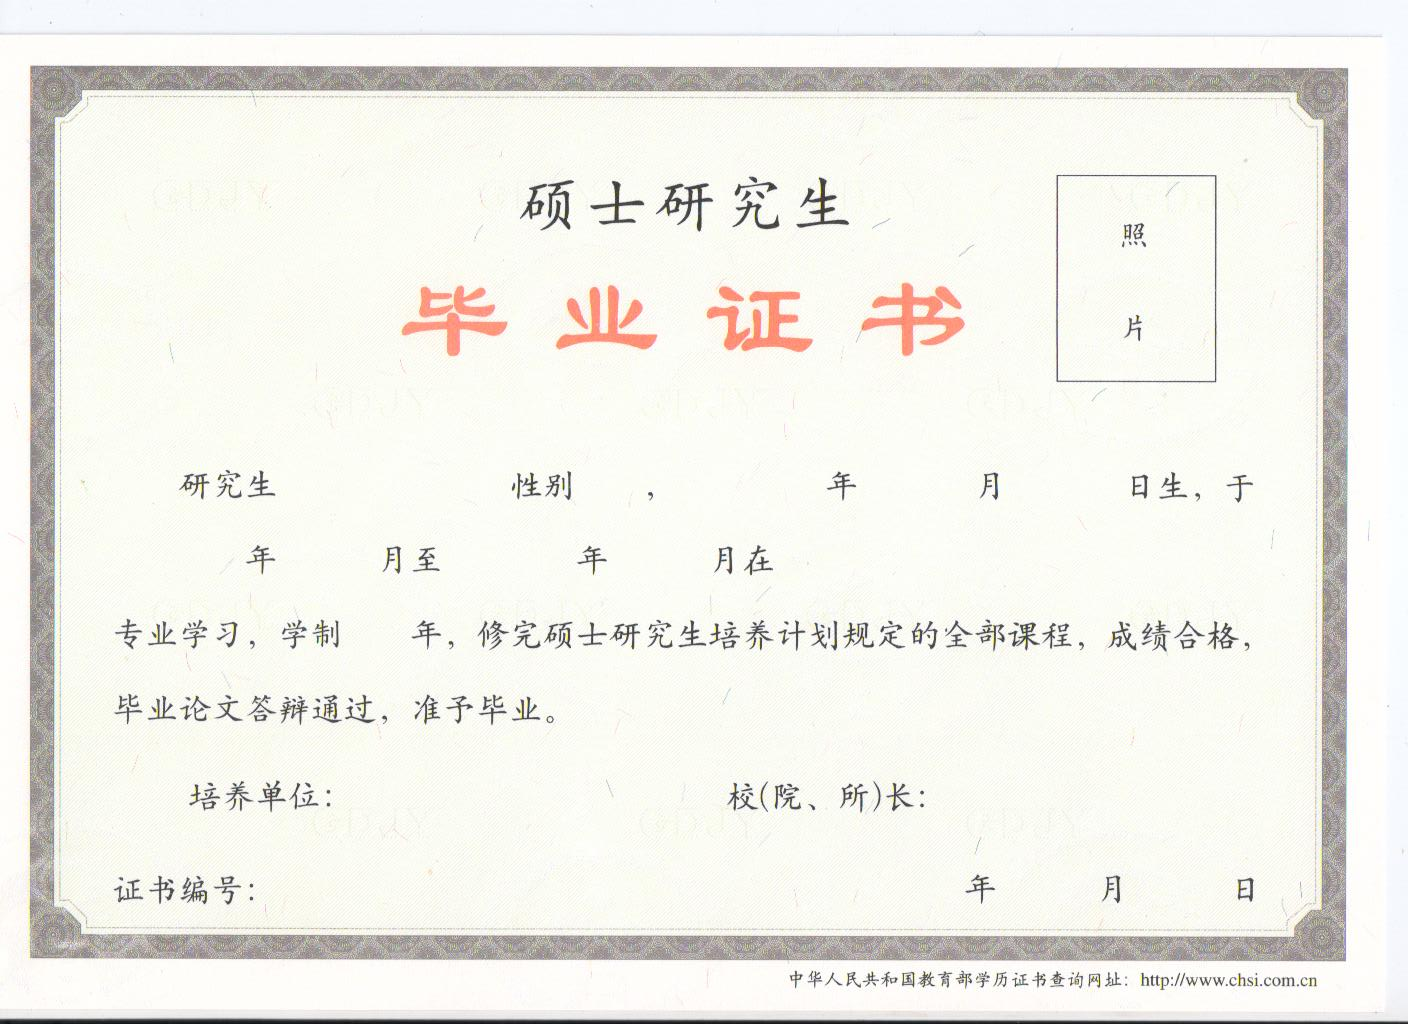 硕士研究生
毕业证书
照
片
研究生 性别 , 年 月 日生，于
年 月至 年 月在
专业学习，学制 年，修完硕士研究生培养计划规定的全部课程，成绩合格，
毕业论文答辩通过，准予毕业。
培养单位： 校(院、所)长：
证书编号： 年 月 日
中华人民共和国教育部学历证书查询网址：http://www.chsi.com.cn